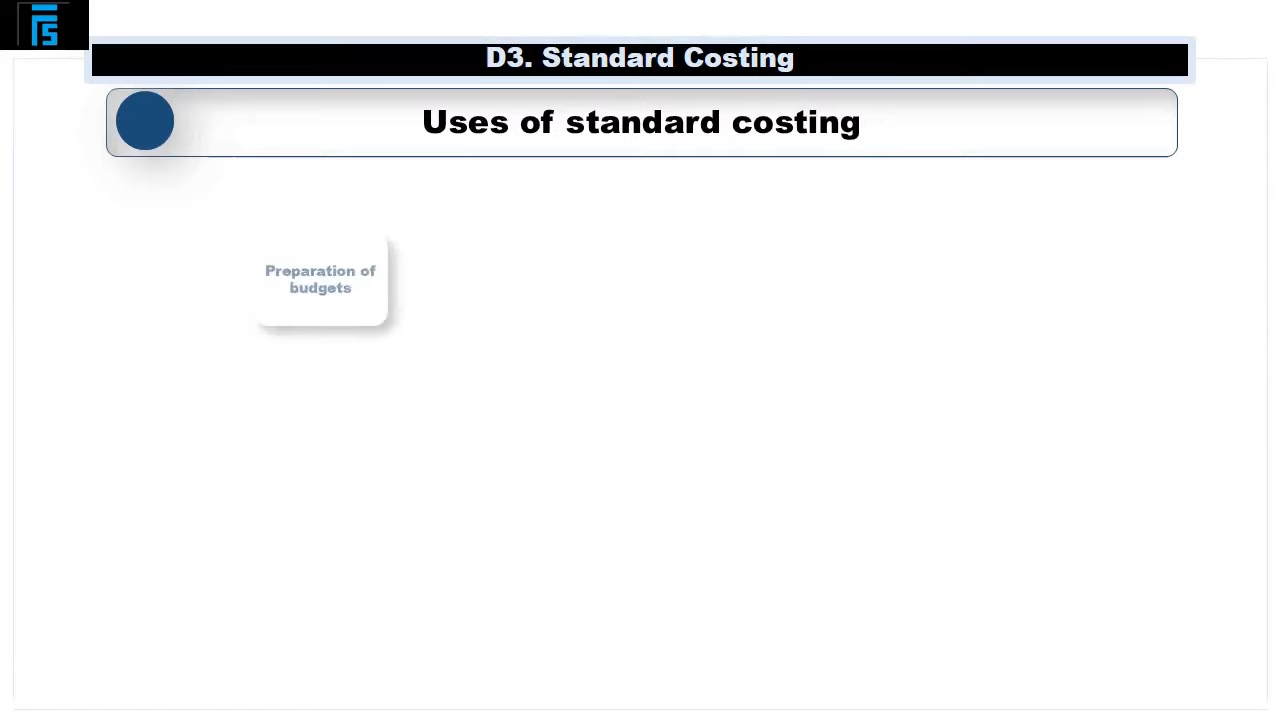 D3. Standard Costing
Uses of standard costing
Preparation of
budgets